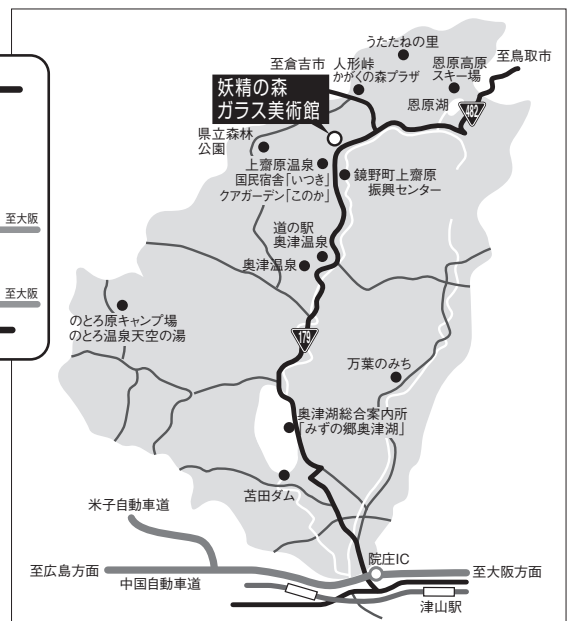 うたたねの里
至倉吉市
人形峠
かがくの森プラザ
恩原高原
スキー場
至鳥取市
妖精の森
ガラス美術館
恩原湖
482
県立森林
公園
上齋原温泉
国民宿舎「いつき」
クアガーデン「このか」
鏡野町上齋原
振興センター
至大阪
道の駅
奥津温泉
奥津温泉
至大阪
のとろ原キャンプ場
のとろ温泉天空の湯
179
万葉のみち
奥津湖総合案内所
「みずの郷奥津湖」
苫田ダム
米子自動車道
院庄IC
至広島方面
中国自動車道
至大阪方面
津山駅